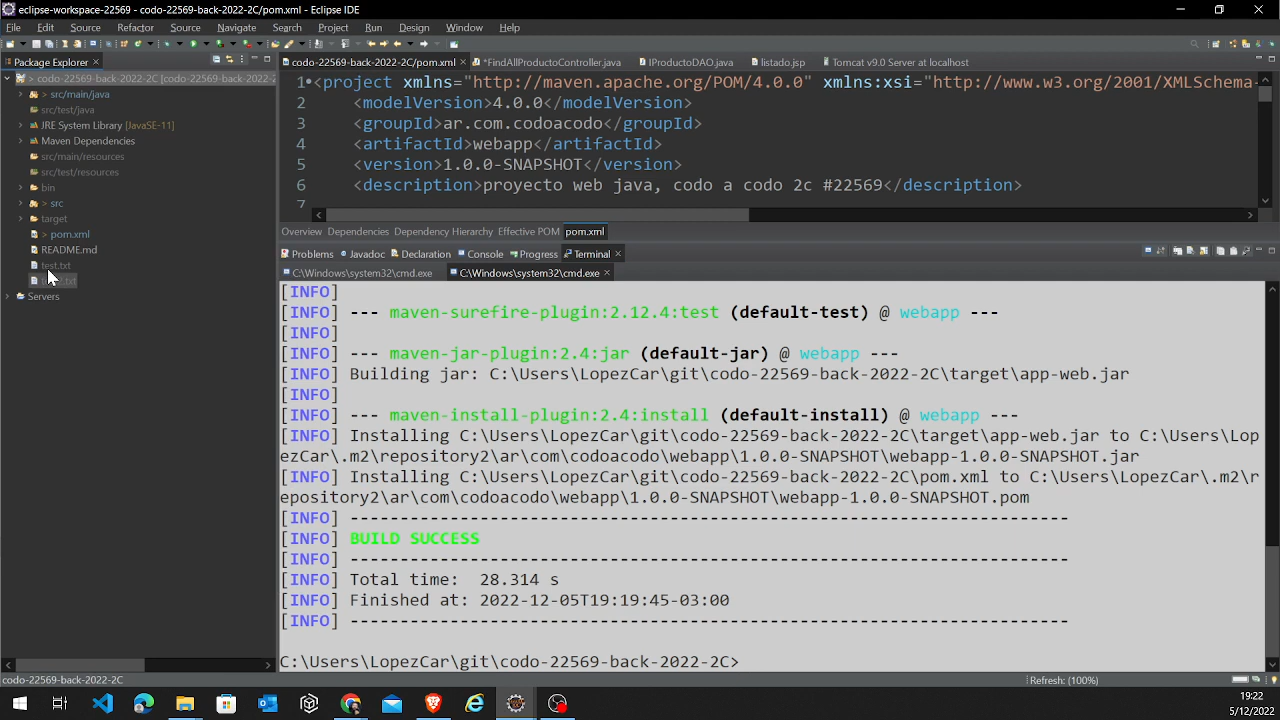 eclipse-workspace-22569 - codo-22569-back-2022-2C/pom.xml - Eclipse IDE
File Edit Source Refactor Source Navigate Search Project Run Design Window Help
Package Explorer
codo-22569-back-2022-2C/pom.xml *FindAllProductoController.java IProductoDAO.java listado.jsp Tomcat v9.0 Server at localhost
> codo-22569-back-2022-2C [codo-22569-back-2022-2
> src/main/java
src/test/java
JRE System Library [JavaSE-11]
Maven Dependencies
src/main/resources
src/test/resources
bin
> src
target
> pom.xml
README.md
test.txt
.txt
Servers
1 <project xmlns="http://maven.apache.org/POM/4.0.0" xmlns:xsi="http://www.w3.org/2001/XMLSchema-
2 <modelVersion>4.0.0</modelVersion>
3 <groupId>ar.com.codoacodo</groupId>
4 <artifactId>webapp</artifactId>
5 <version>1.0.0-SNAPSHOT</version>
6 <description>proyecto web java, codo a codo 2c #22569</description>
7
Overview Dependencies Dependency Hierarchy Effective POM pom.xml
Problems Javadoc Declaration Console Progress Terminal
C:\Windows\system32\cmd.exe C:\Windows\system32\cmd.exe
[INFO]
[INFO] --- maven-surefire-plugin:2.12.4:test (default-test) @ webapp ---
[INFO]
[INFO] --- maven-jar-plugin:2.4:jar (default-jar) @ webapp ---
[INFO] Building jar: C:\Users\LopezCar\git\codo-22569-back-2022-2C\target\app-web.jar
[INFO]
[INFO] --- maven-install-plugin:2.4:install (default-install) @ webapp ---
[INFO] Installing C:\Users\LopezCar\git\codo-22569-back-2022-2C\target\app-web.jar to C:\Users\Lop
ezCar\.m2\repository2\ar\com\codoacodo\webapp\1.0.0-SNAPSHOT\webapp-1.0.0-SNAPSHOT.jar
[INFO] Installing C:\Users\LopezCar\git\codo-22569-back-2022-2C\pom.xml to C:\Users\LopezCar\.m2\r
epository2\ar\com\codoacodo\webapp\1.0.0-SNAPSHOT\webapp-1.0.0-SNAPSHOT.pom
[INFO] ------------------------------------------------------------------------
[INFO] BUILD SUCCESS
[INFO] ------------------------------------------------------------------------
[INFO] Total time:  28.314 s
[INFO] Finished at: 2022-12-05T19:19:45-03:00
[INFO] ------------------------------------------------------------------------
C:\Users\LopezCar\git\codo-22569-back-2022-2C>
codo-22569-back-2022-2C
Refresh: (100%)
19:22
5/12/2022